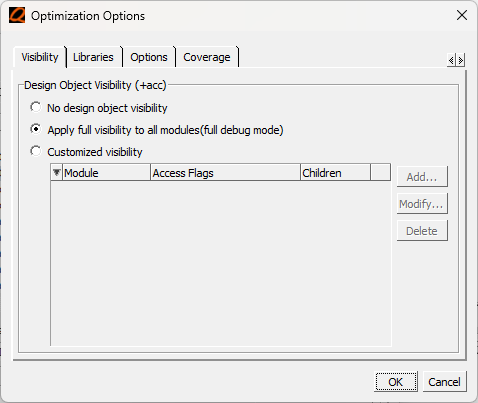 Optimization Options
Visibility Libraries Options Coverage
Design Object Visibility (+acc)
No design object visibility
Apply full visibility to all modules(full debug mode)
Customized visibility
Module Access Flags Children
Add...
Modify...
Delete
OK Cancel